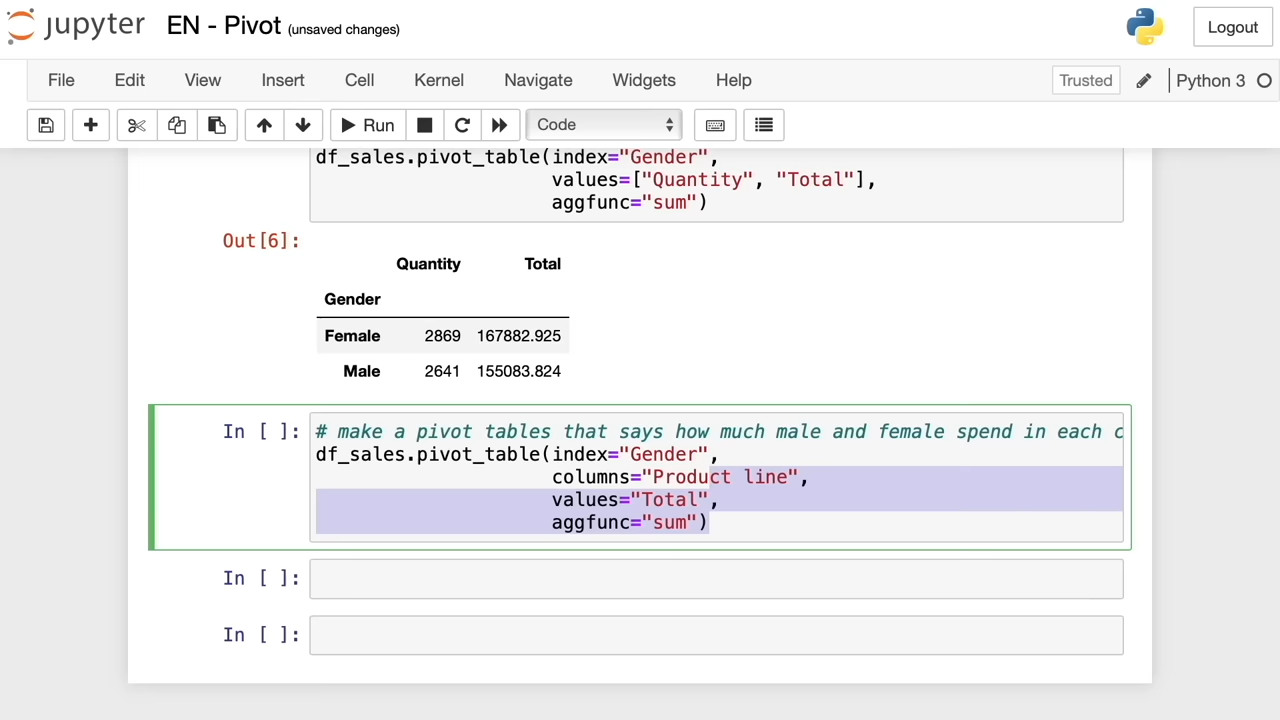 jupyter EN - Pivot (unsaved changes) Logout
File Edit View Insert Cell Kernel Navigate Widgets Help Trusted Python 3
Run Code
df_sales.pivot_table(index="Gender",
values=["Quantity", "Total"],
aggfunc="sum")
Out[6]:
Quantity Total
Gender
Female 2869 167882.925
Male 2641 155083.824
In [ ]: # make a pivot tables that says how much male and female spend in each c
df_sales.pivot_table(index="Gender",
columns="Product line",
values="Total",
aggfunc="sum")
In [ ]:
In [ ]: